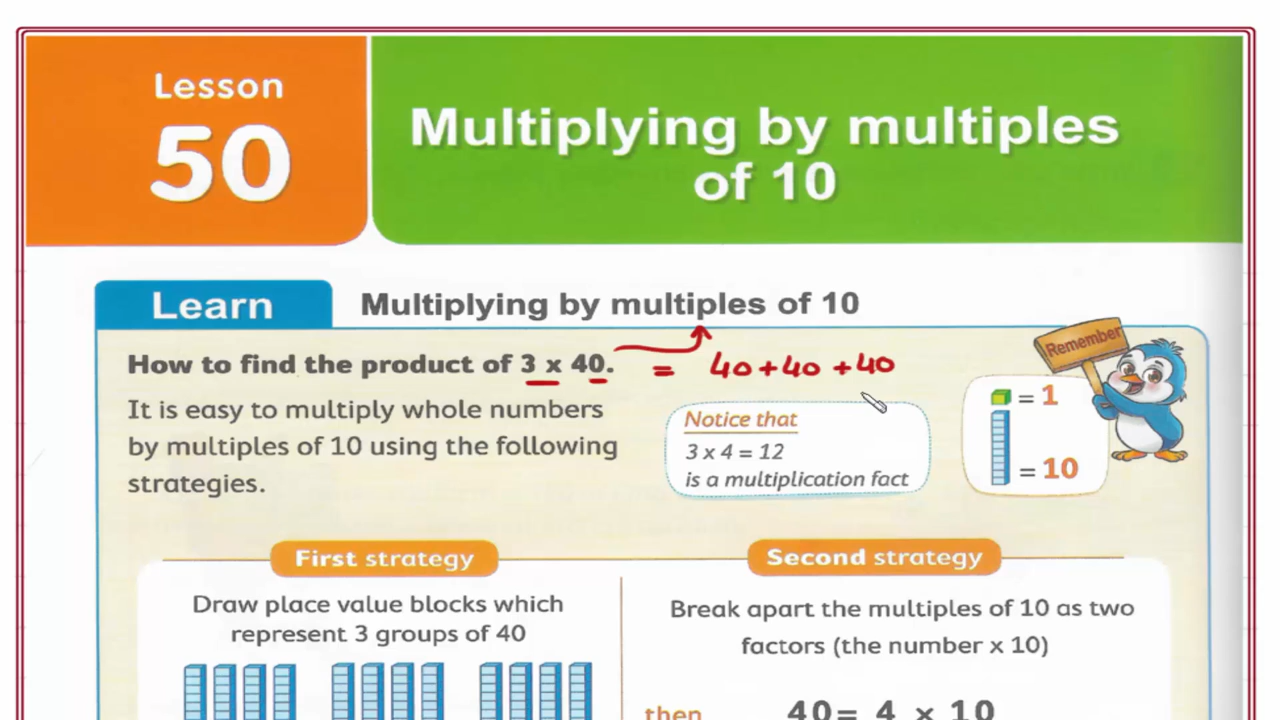 Lesson
50
Multiplying by multiples
of 10
Learn
Multiplying by multiples of 10
How to find the product of 3 x 40.
= 40+40+40
It is easy to multiply whole numbers
by multiples of 10 using the following
strategies.
Notice that
3 x 4 = 12
is a multiplication fact
Remember
= 1
= 10
First strategy
Draw place value blocks which
represent 3 groups of 40
Second strategy
Break apart the multiples of 10 as two
factors (the number x 10)
then 40= 4 x 10